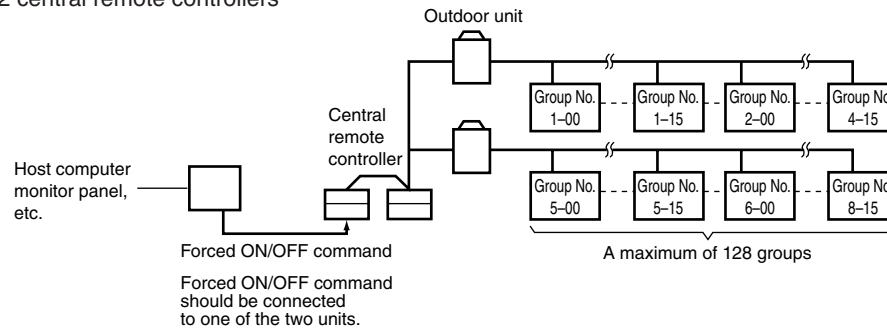 2 central remote controllers
Outdoor unit
Group No.
1–00
Group No.
1–15
Group No.
2–00
Group No.
4–15
Central
remote
controller
Host computer
monitor panel,
etc.
Group No.
5–00
Group No.
5–15
Group No.
6–00
Group No.
8–15
Forced ON/OFF command
A maximum of 128 groups
Forced ON/OFF command
should be connected
to one of the two units.